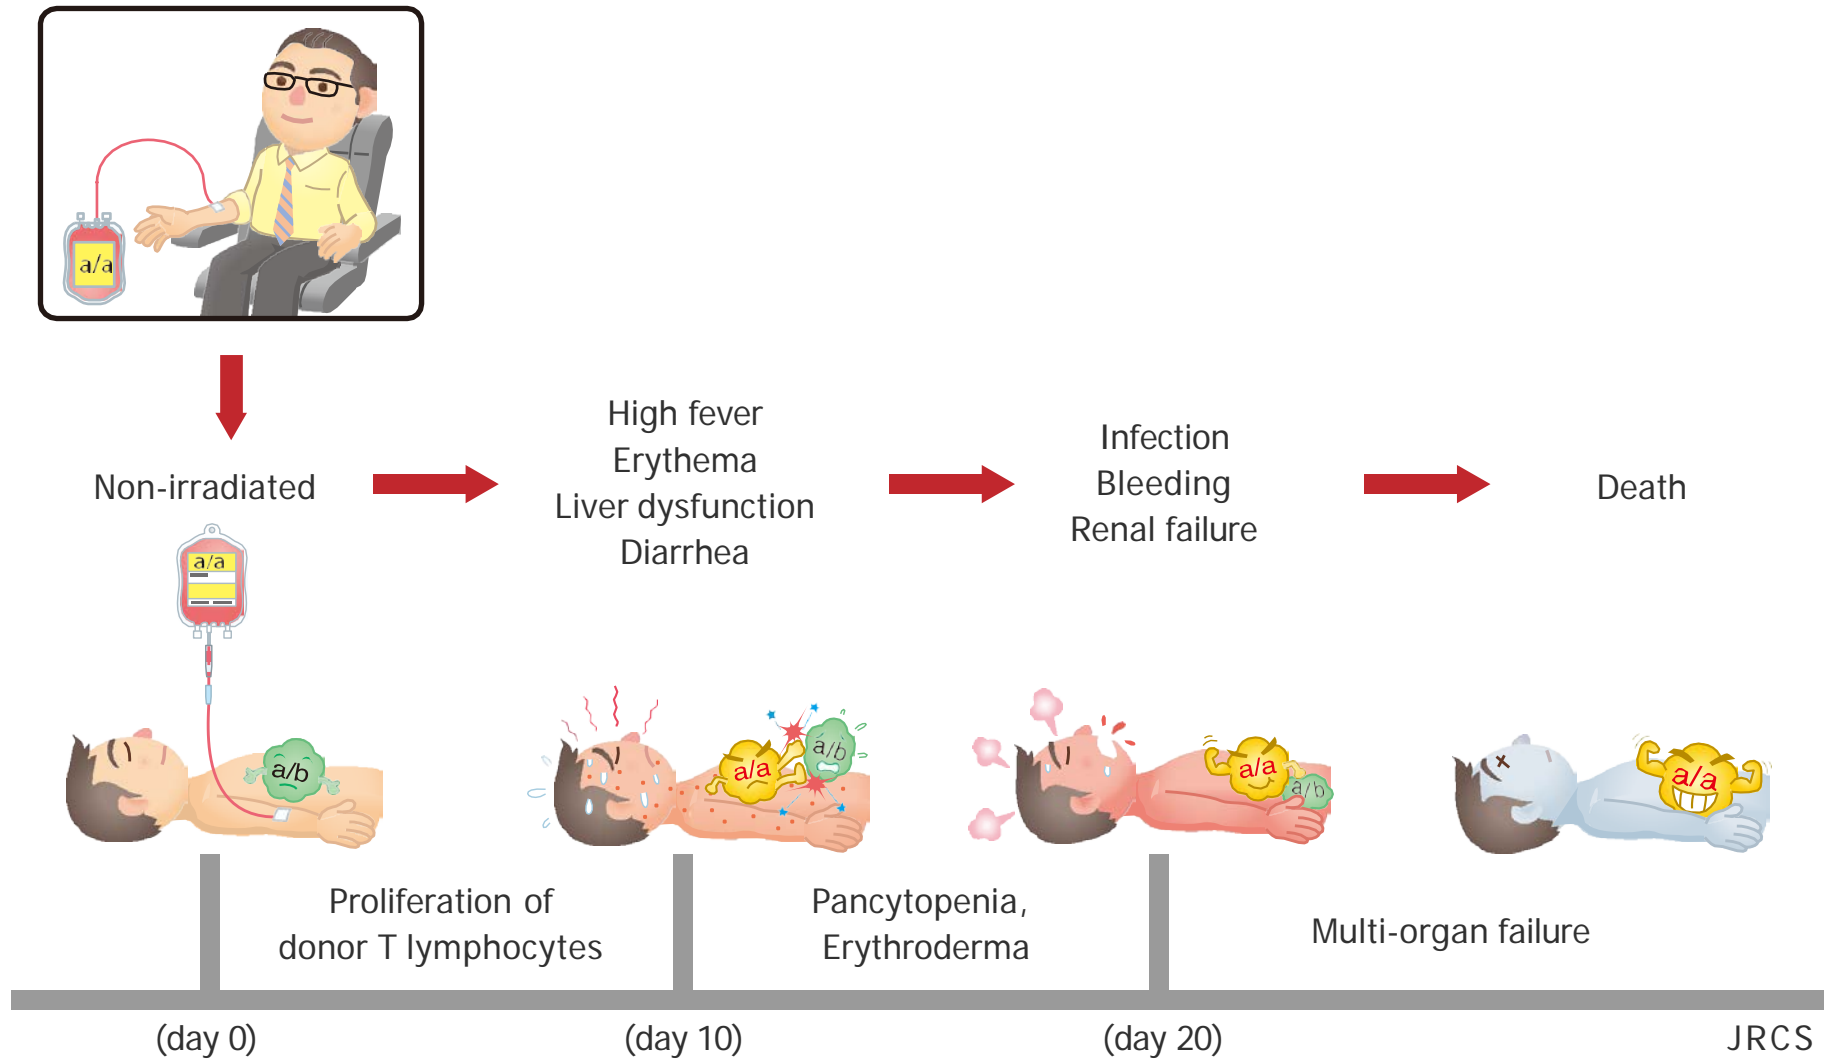 a/a
Non-irradiated
High fever
Erythema
Liver dysfunction
Diarrhea
Infection
Bleeding
Renal failure
Death
a/a
a/b
a/a
a/b
a/a
a/b
a/a
Proliferation of
donor T lymphocytes
Pancytopenia,
Erythroderma
Multi-organ failure
(day 0)
(day 10)
(day 20)
JRCS